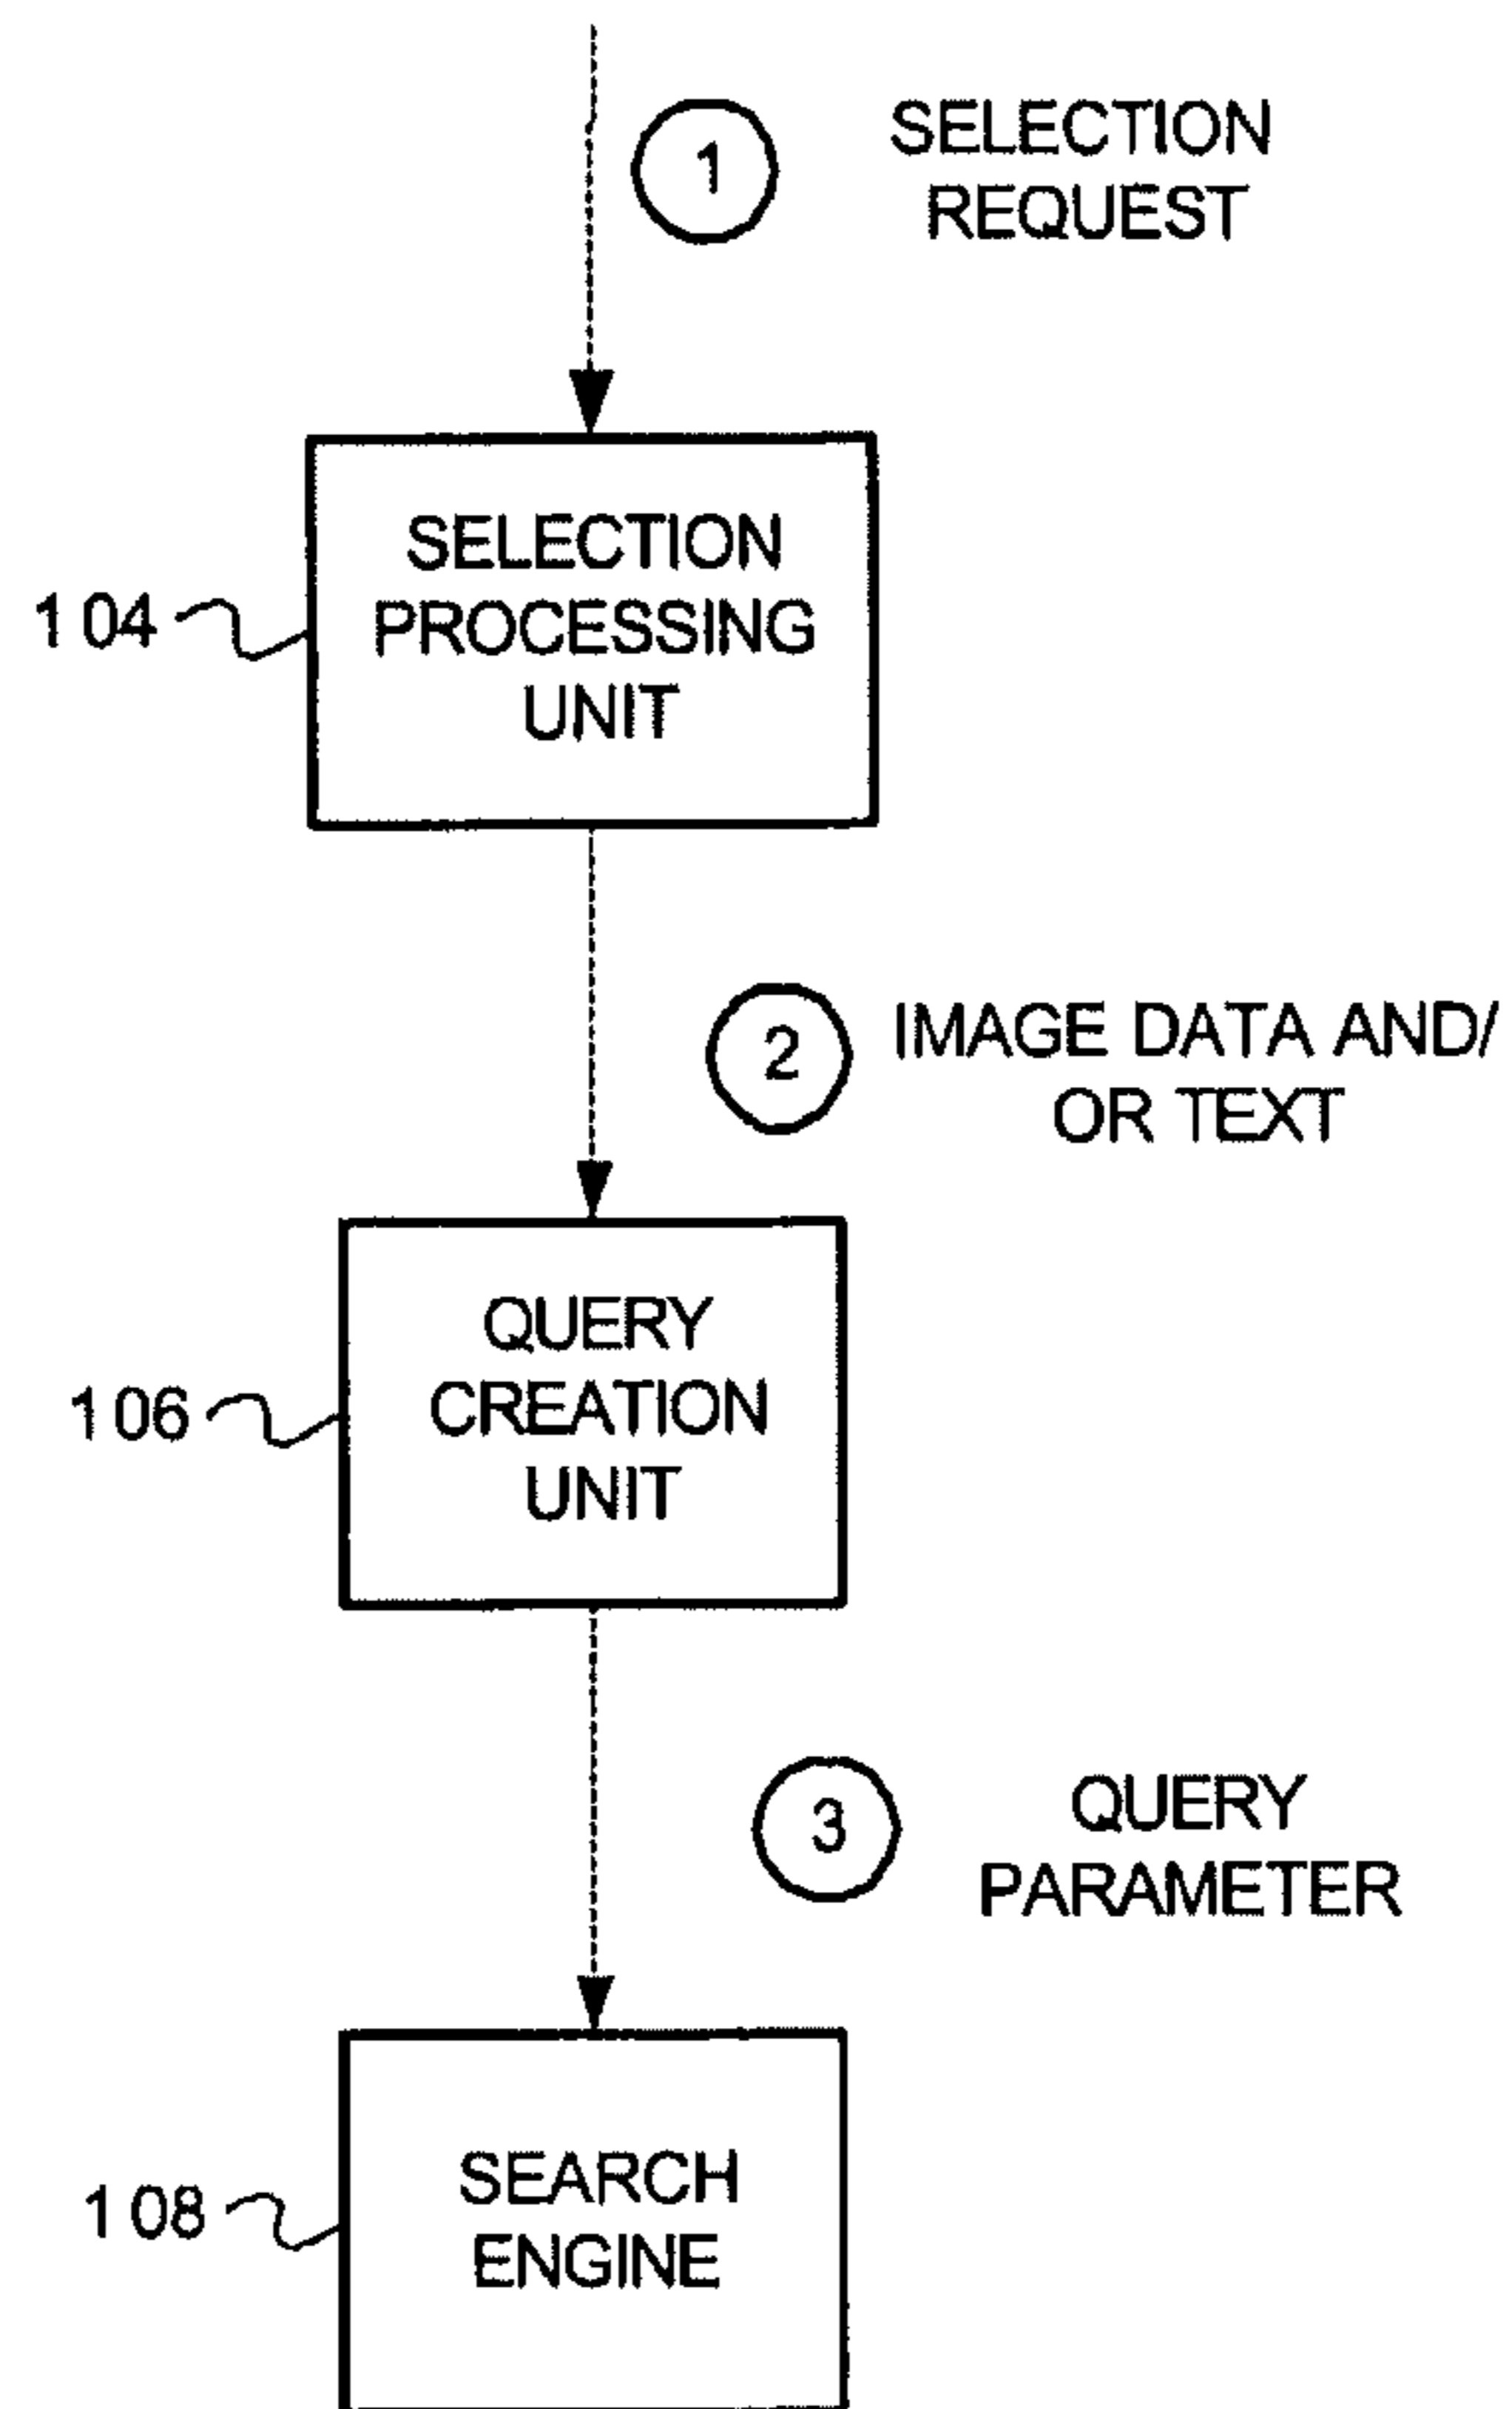 1
SELECTION
REQUEST
SELECTION
PROCESSING
UNIT
104
2
IMAGE DATA AND/
OR TEXT
QUERY
CREATION
UNIT
106
3
QUERY
PARAMETER
SEARCH
ENGINE
108